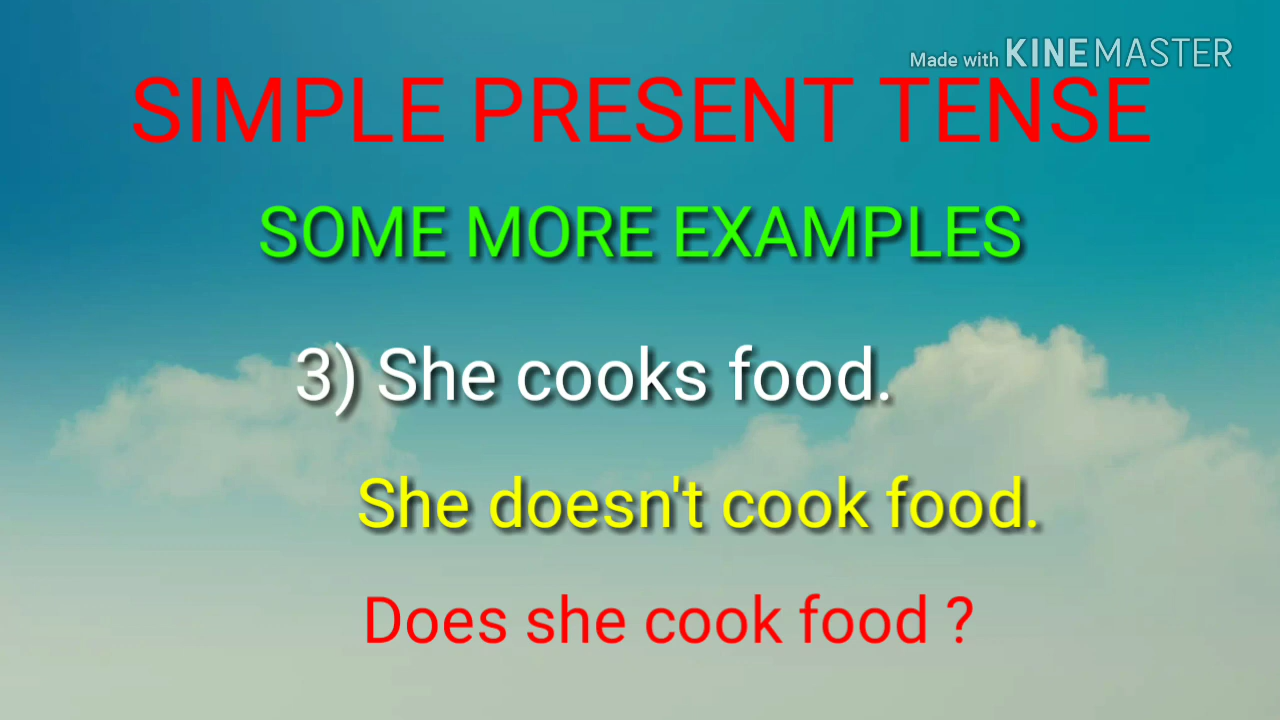 Made with KINEMASTER
SIMPLE PRESENT TENSE
SOME MORE EXAMPLES
3) She cooks food.
She doesn't cook food.
Does she cook food ?